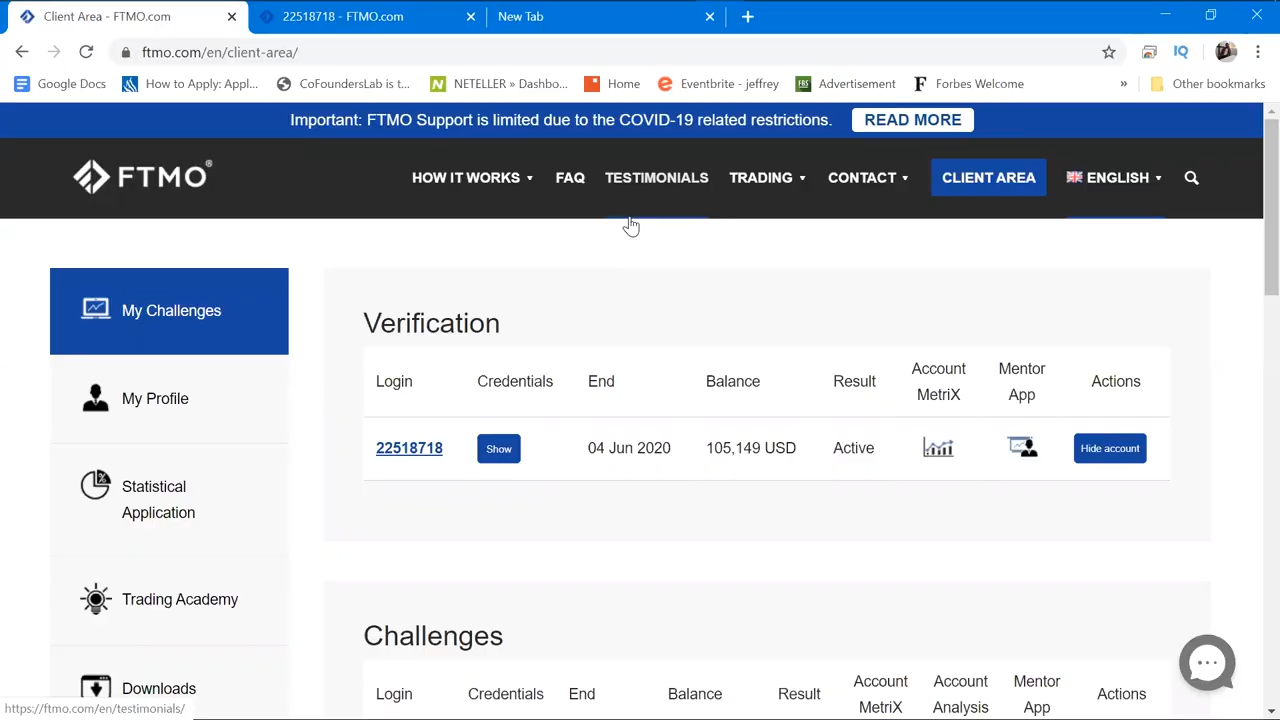 Client Area - FTMO.com
22518718 - FTMO.com
New Tab
ftmo.com/en/client-area/
IQ
Google Docs
How to Apply: Appl...
CoFoundersLab is t...
NETELLER » Dashbo...
Home
Eventbrite - jeffrey
FBS
Advertisement
Forbes Welcome
»
Other bookmarks
Important: FTMO Support is limited due to the COVID-19 related restrictions.
READ MORE
FTMO®
HOW IT WORKS
FAQ
TESTIMONIALS
TRADING
CONTACT
CLIENT AREA
ENGLISH
My Challenges
My Profile
Statistical
Application
Trading Academy
Downloads
Verification
Login
Credentials
End
Balance
Result
Account
MetriX
Mentor
App
Actions
22518718
Show
04 Jun 2020
105,149 USD
Active
Hide account
Challenges
Login
Credentials
End
Balance
Result
Account
MetriX
Account
Analysis
Mentor
App
Actions
https://ftmo.com/en/testimonials/